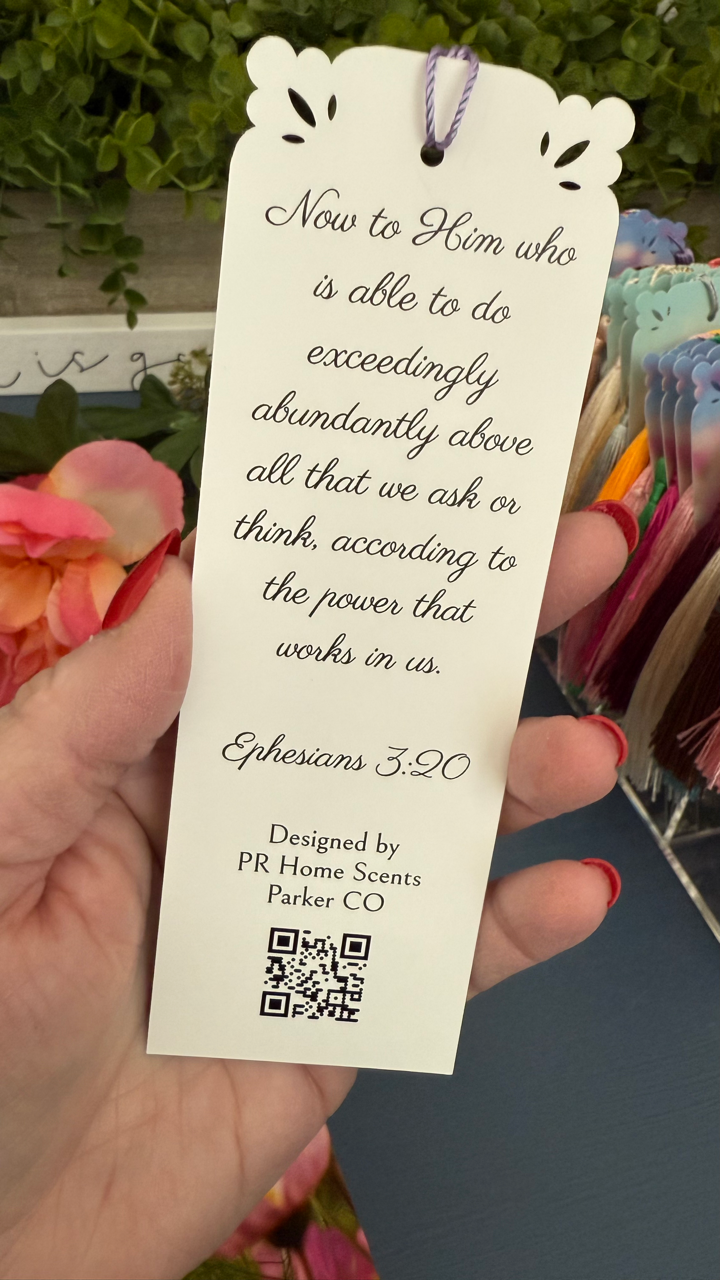 Now to Him who
is able to do
exceedingly
abundantly above
all that we ask or
think, according to
the power that
works in us.
Ephesians 3:20
Designed by
PR Home Scents
Parker CO
is